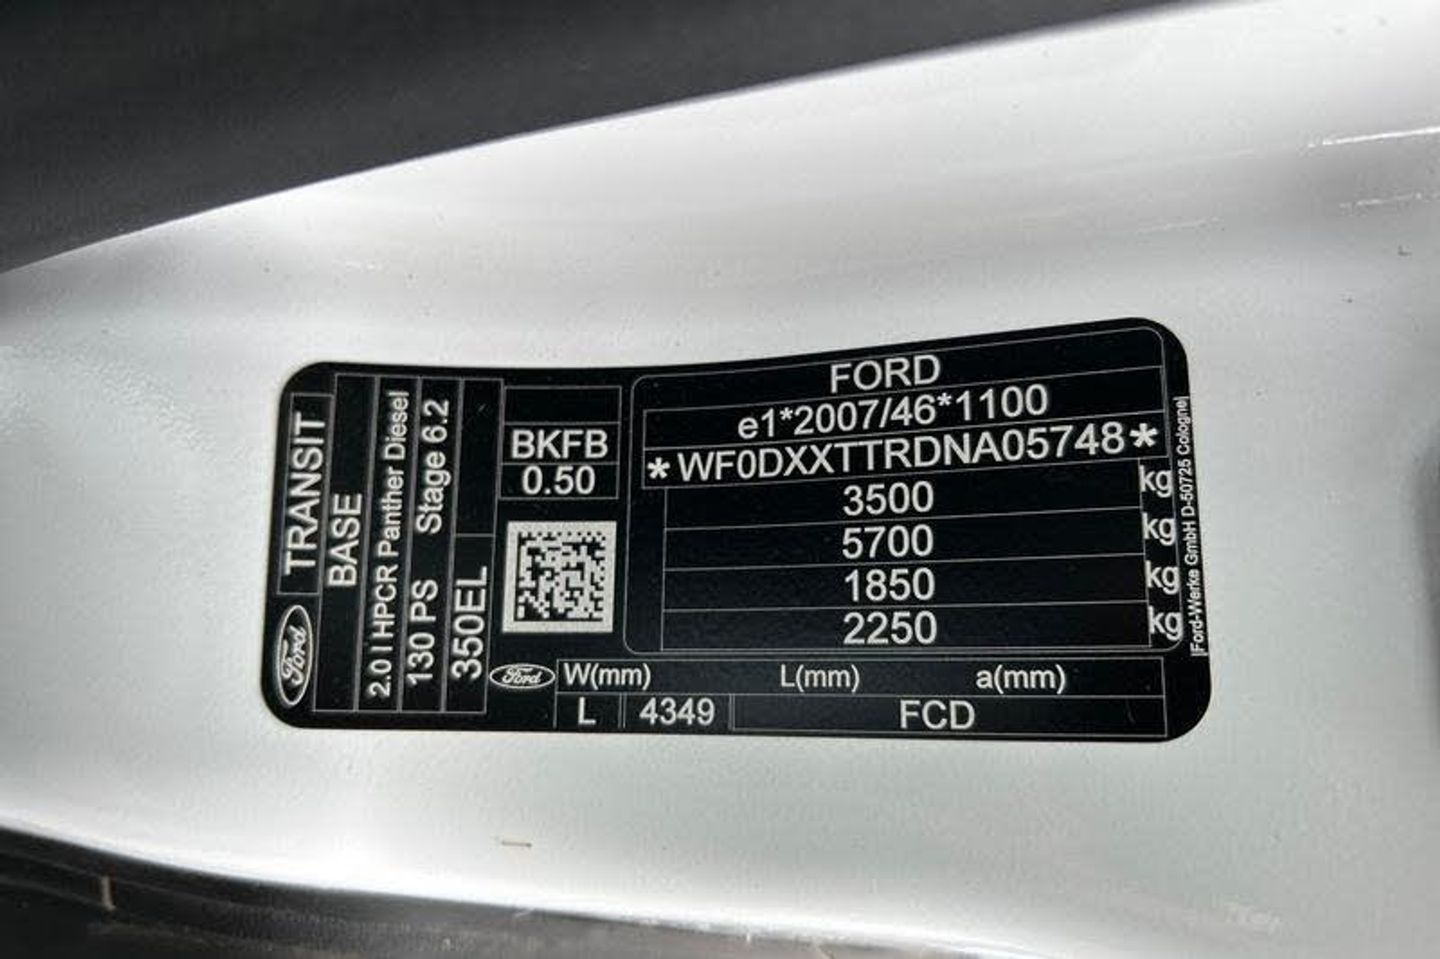 Ford
TRANSIT
BASE
2.0 l HPCR Panther Diesel
130 PS Stage 6.2
350EL
BKFB
0.50
FORD
e1*2007/46*1100
*WF0DXXTTRDNA05748*
3500 kg
5700 kg
1850 kg
2250 kg
Ford-Werke GmbH D-50725 Cologne
Ford W(mm) L(mm) a(mm)
L 4349 FCD